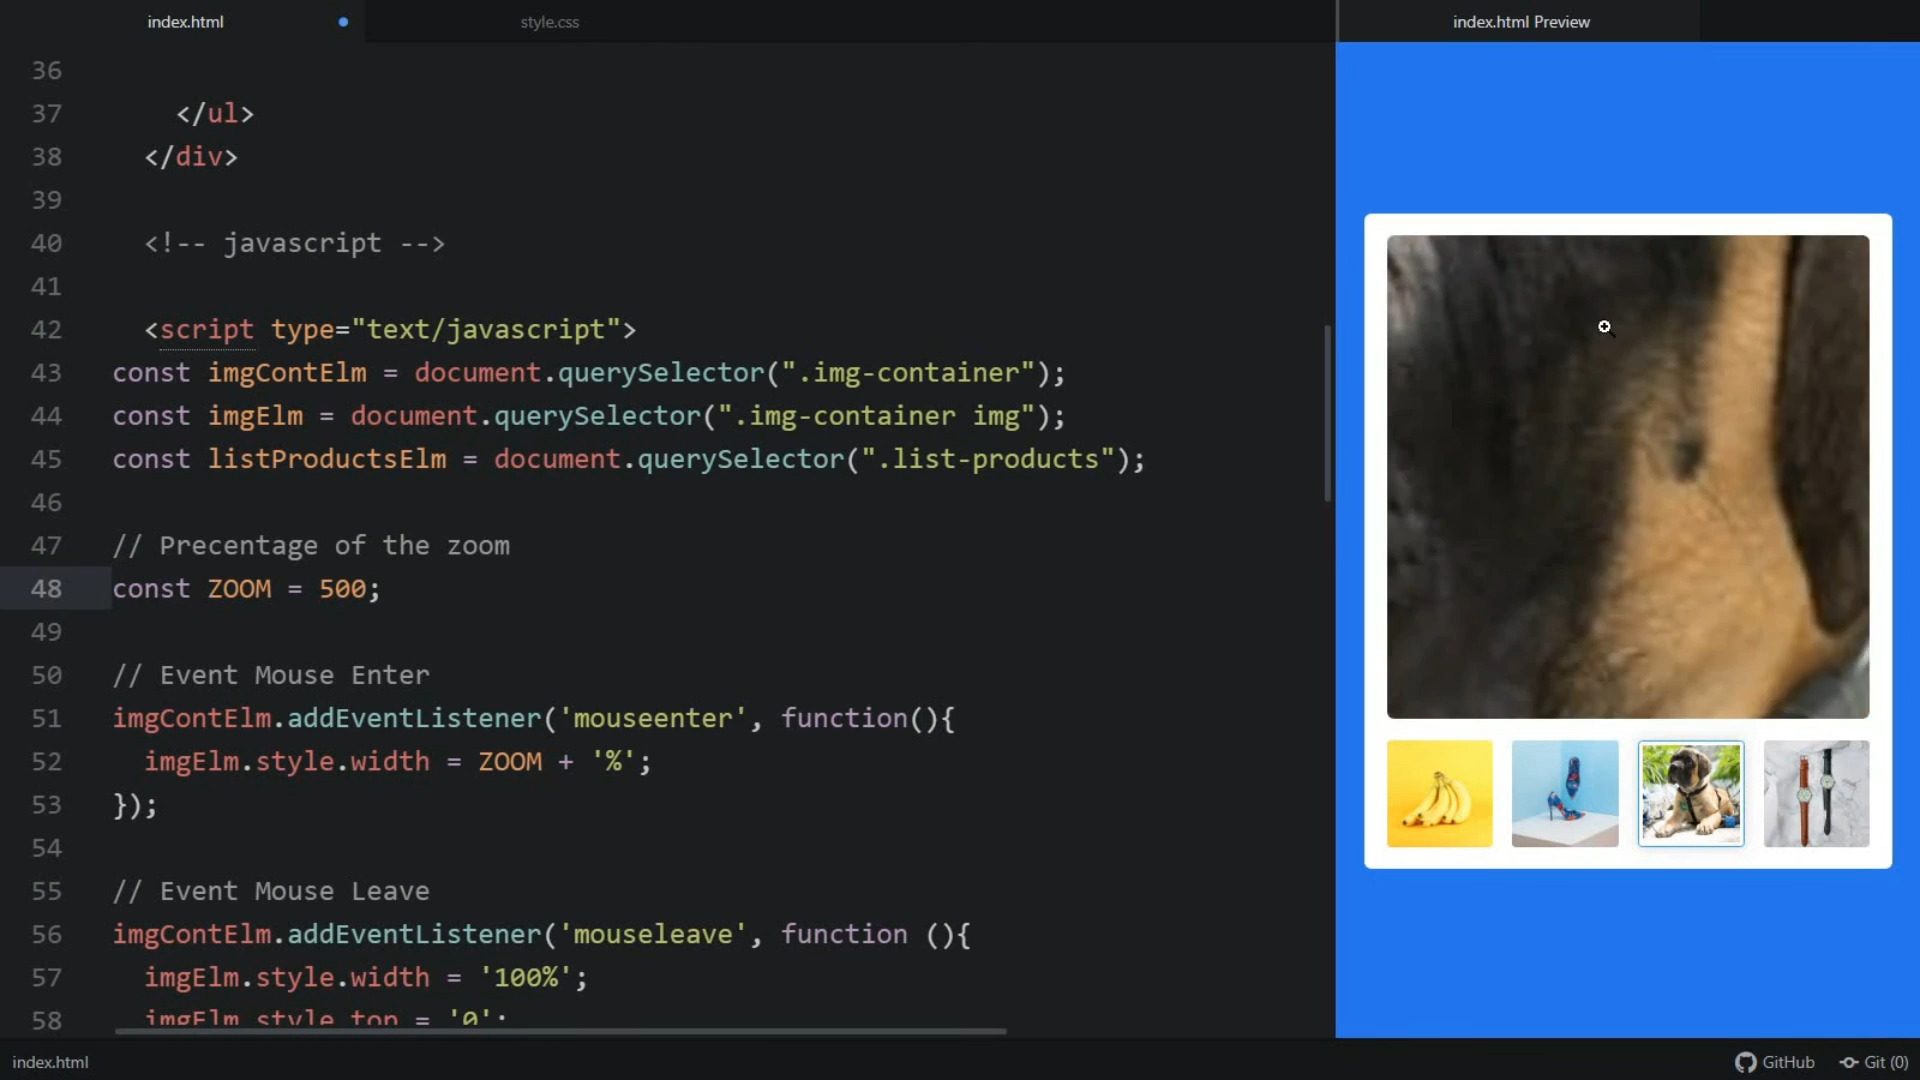 index.html
style.css
index.html Preview
36
37 </ul>
38 </div>
39
40 <!-- javascript -->
41
42 <script type="text/javascript">
43 const imgContElm = document.querySelector(".img-container");
44 const imgElm = document.querySelector(".img-container img");
45 const listProductsElm = document.querySelector(".list-products");
46
47 // Precentage of the zoom
48 const ZOOM = 500;
49
50 // Event Mouse Enter
51 imgContElm.addEventListener('mouseenter', function(){
52 imgElm.style.width = ZOOM + '%';
53 });
54
55 // Event Mouse Leave
56 imgContElm.addEventListener('mouseleave', function (){
57 imgElm.style.width = '100%';
58 imgElm.style.top = '0';
index.html
GitHub
Git (0)